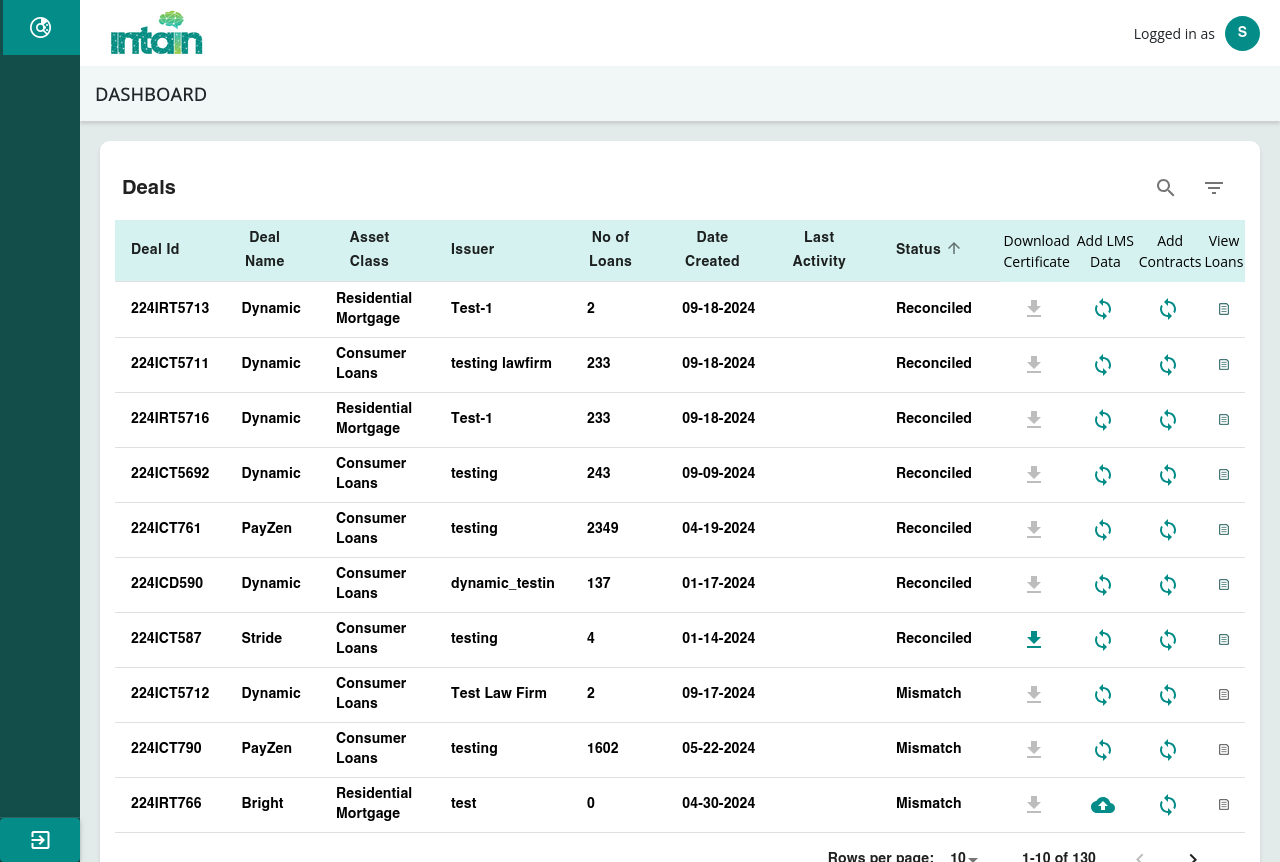 intain
Logged in as
S
DASHBOARD
Deals
Deal Id
Deal
Name
Asset
Class
Issuer
No of
Loans
Date
Created
Last
Activity
Status
Download
Certificate
Add LMS
Data
Add
Contracts
View
Loans
224IRT5713 Dynamic Residential Test-1 2 09-18-2024 Reconciled
Mortgage
224ICT5711 Dynamic Consumer testing lawfirm 233 09-18-2024 Reconciled
Loans
224IRT5716 Dynamic Residential Test-1 233 09-18-2024 Reconciled
Mortgage
224ICT5692 Dynamic Consumer testing 243 09-09-2024 Reconciled
Loans
224ICT761 PayZen Consumer testing 2349 04-19-2024 Reconciled
Loans
224ICD590 Dynamic Consumer dynamic_testin 137 01-17-2024 Reconciled
Loans
224ICT587 Stride Consumer testing 4 01-14-2024 Reconciled
Loans
224ICT5712 Dynamic Consumer Test Law Firm 2 09-17-2024 Mismatch
Loans
224ICT790 PayZen Consumer testing 1602 05-22-2024 Mismatch
Loans
224IRT766 Bright Residential test 0 04-30-2024 Mismatch
Mortgage
Rows per page: 10 1-10 of 130